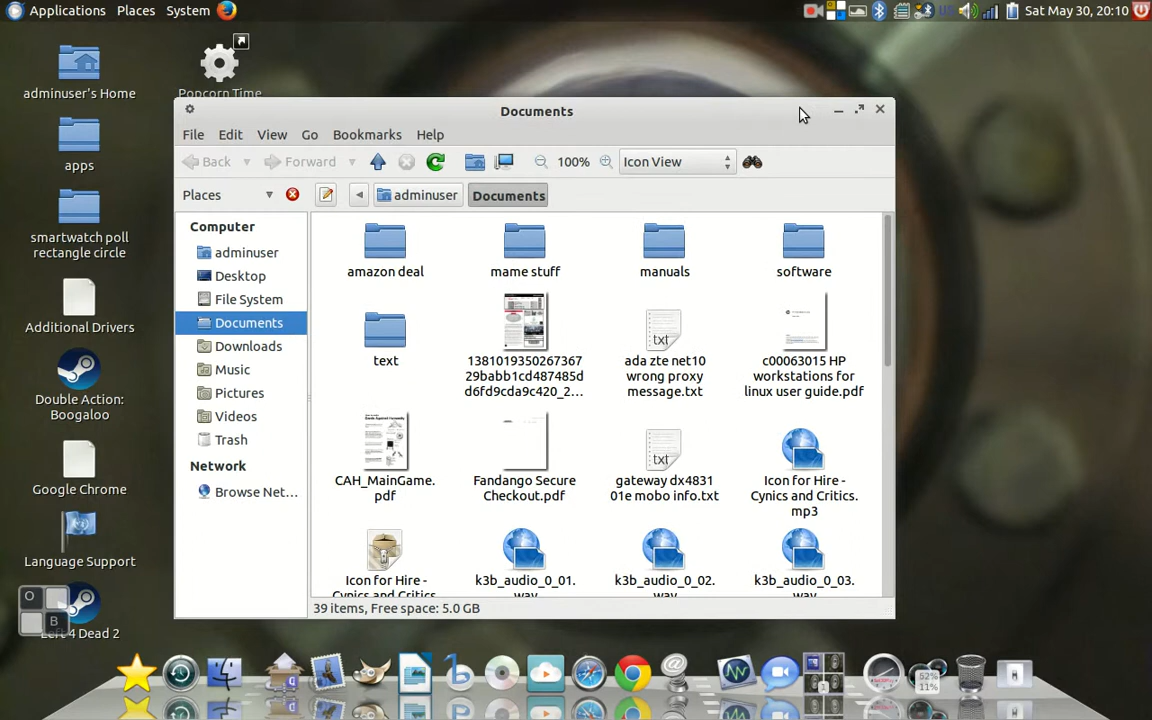 Applications Places System
Sat May 30, 20:10
adminuser's Home
apps
smartwatch poll
rectangle circle
Additional Drivers
Double Action:
Boogaloo
Google Chrome
Language Support
Left 4 Dead 2
O
B
Popcorn Time
Documents
File Edit View Go Bookmarks Help
Back Forward 100% Icon View
Places adminuser Documents
Computer
adminuser
Desktop
File System
Documents
Downloads
Music
Pictures
Videos
Trash
Network
Browse Net...
amazon deal
mame stuff
manuals
software
text
1381019350267367
29babb1cd487485d
d6fd9cda9c420_2...
txt
ada zte net10
wrong proxy
message.txt
c00063015 HP
workstations for
linux user guide.pdf
CAH_MainGame.
pdf
Fandango Secure
Checkout.pdf
txt
gateway dx4831
01e mobo info.txt
Icon for Hire -
Cynics and Critics.
mp3
Icon for Hire -
Cynics and Critics
k3b_audio_0_01.
wav
k3b_audio_0_02.
wav
k3b_audio_0_03.
wav
39 items, Free space: 5.0 GB
1
52%
11%